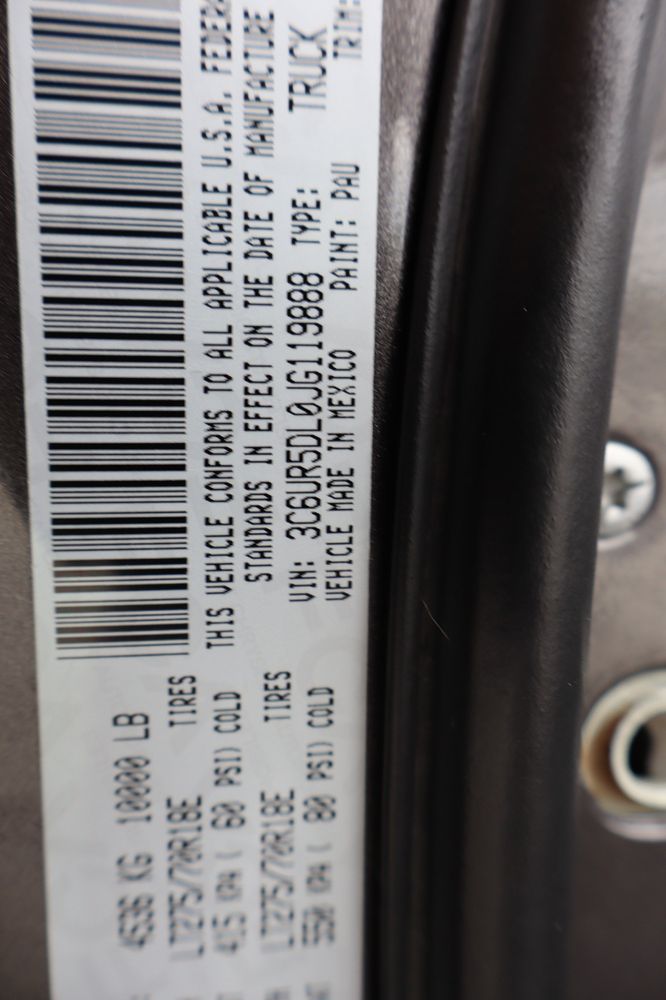 4536 KG 10000 LB
LT275/70R18E TIRES
415 KPA ( 60 PSI) COLD
LT275/70R18E TIRES
550 KPA ( 80 PSI) COLD
THIS VEHICLE CONFORMS TO ALL APPLICABLE U.S.A. FEDER
STANDARDS IN EFFECT ON THE DATE OF MANUFACTURE
VIN: 3C6UR5DL0JG119888 TYPE: TRUCK
VEHICLE MADE IN MEXICO PAINT: PAU TRIM: